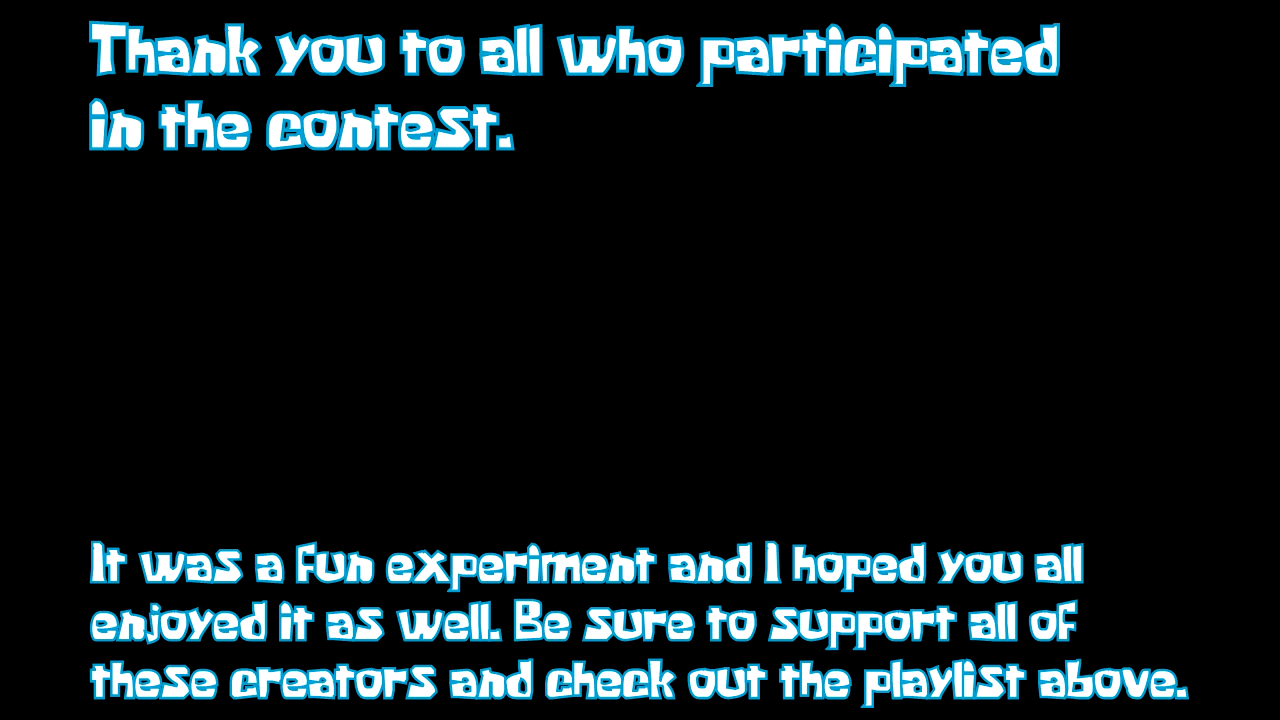 Thank you to all who participated
in the contest.
It was a fun experiment and I hoped you all
enjoyed it as well. Be sure to support all of
these creators and check out the playlist above.